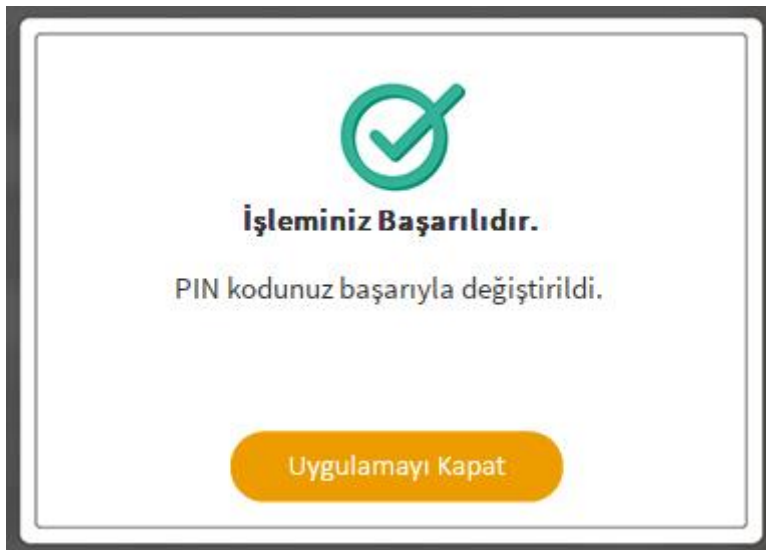 İşleminiz Başarılıdır.
PIN kodunuz başarıyla değiştirildi.
Uygulamayı Kapat